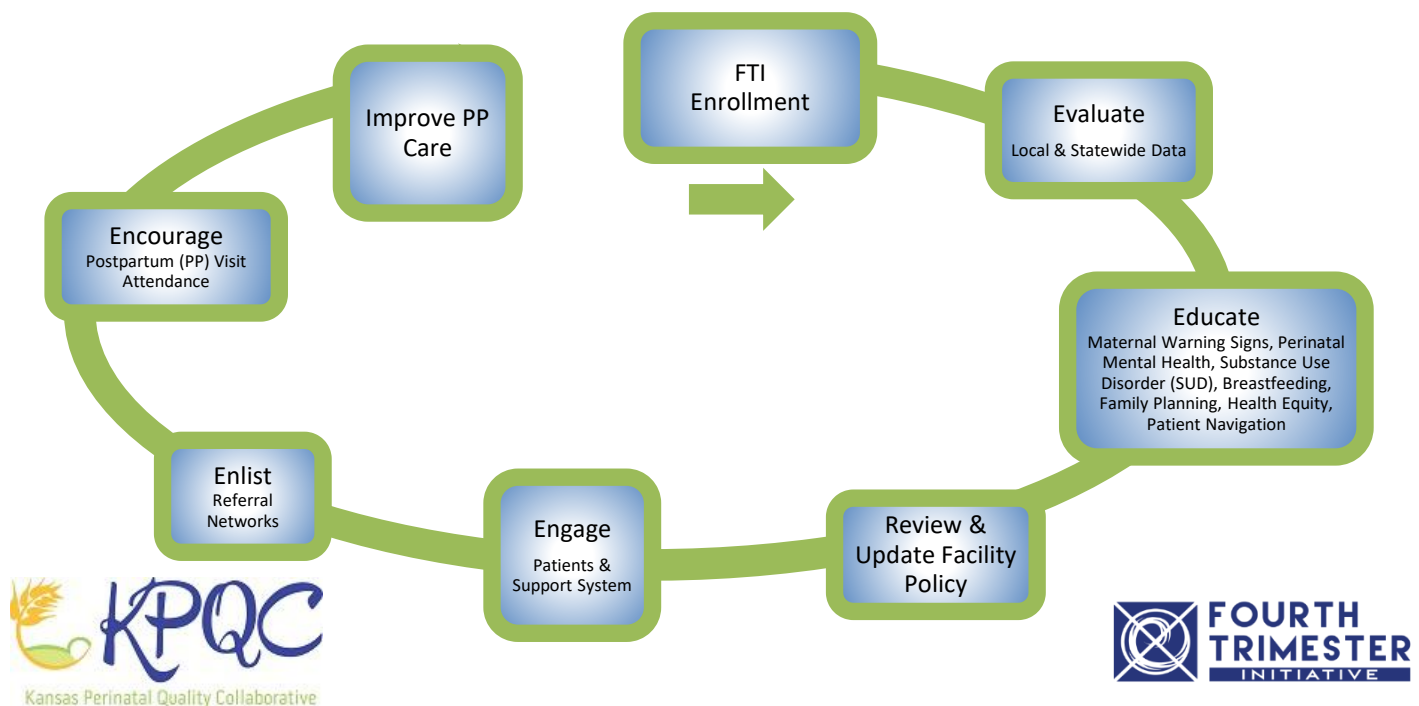 FTI
Enrollment
Evaluate
Local & Statewide Data
Educate
Maternal Warning Signs, Perinatal
Mental Health, Substance Use
Disorder (SUD), Breastfeeding,
Family Planning, Health Equity,
Patient Navigation
Review &
Update Facility
Policy
Engage
Patients &
Support System
Enlist
Referral
Networks
Encourage
Postpartum (PP) Visit
Attendance
Improve PP
Care
KPQC
Kansas Perinatal Quality Collaborative
FOURTH
TRIMESTER
INITIATIVE